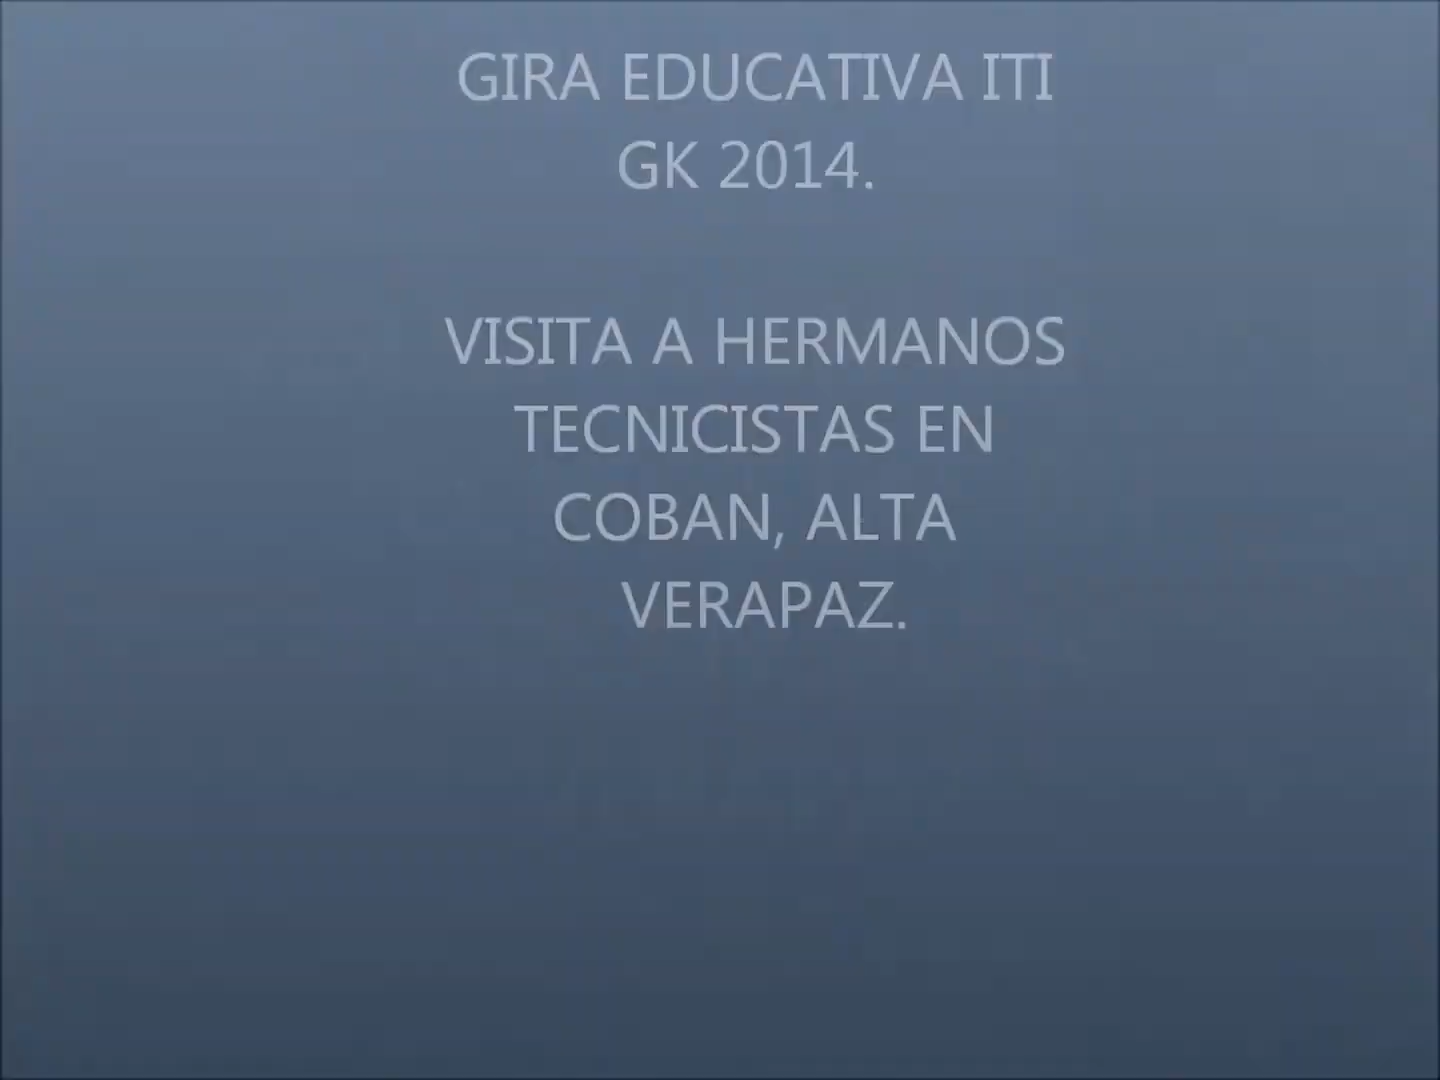 GIRA EDUCATIVA ITI
GK 2014.
VISITA A HERMANOS
TECNICISTAS EN
COBAN, ALTA
VERAPAZ.